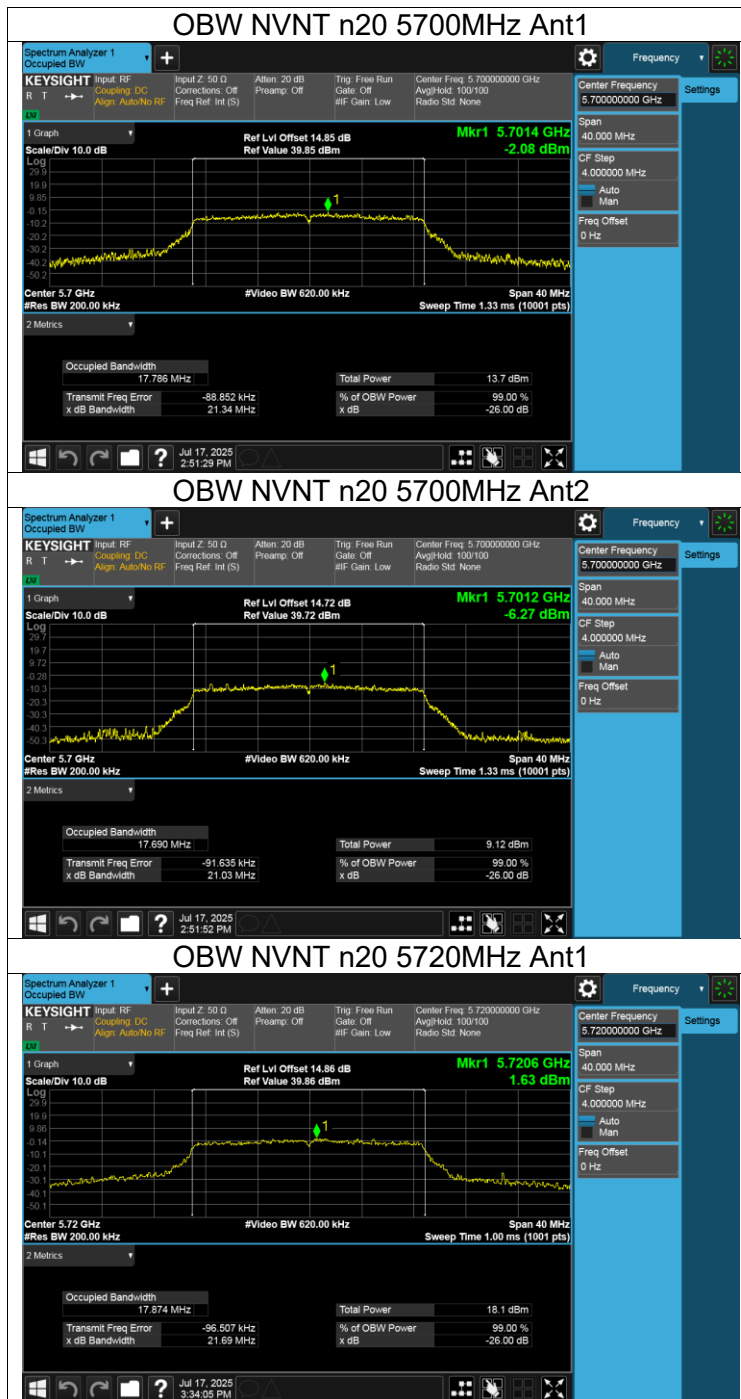 OBW NVNT n20 5700MHz Ant1
Spectrum Analyzer 1
Occupied BW
Frequency
KEYSIGHT Input: RF Input Z: 50 Ω Atten: 20 dB Trig: Free Run Center Freq: 5.700000000 GHz
R T Coupling: DC Corrections: Off Preamp: Off Gate: Off Avg|Hold: 100/100
Align: Auto/No RF Freq Ref: Int (S) #IF Gain: Low Radio Std: None
LXI
Center Frequency
5.700000000 GHz
Settings
Span
40.000 MHz
CF Step
4.000000 MHz
Auto
Man
Freq Offset
0 Hz
1 Graph
Ref Lvl Offset 14.85 dB
Mkr1 5.7014 GHz
Scale/Div 10.0 dB
Ref Value 39.85 dBm
-2.08 dBm
Log
29.9
19.9
9.85
-0.15
-10.2
-20.2
-30.2
-40.2
-50.2
1
Center 5.7 GHz #Video BW 620.00 kHz Span 40 MHz
#Res BW 200.00 kHz Sweep Time 1.33 ms (10001 pts)
2 Metrics
Occupied Bandwidth
17.786 MHz
Total Power 13.7 dBm
Transmit Freq Error -88.852 kHz % of OBW Power 99.00 %
x dB Bandwidth 21.34 MHz x dB -26.00 dB
?
Jul 17, 2025
2:51:29 PM
OBW NVNT n20 5700MHz Ant2
Spectrum Analyzer 1
Occupied BW
Frequency
KEYSIGHT Input: RF Input Z: 50 Ω Atten: 20 dB Trig: Free Run Center Freq: 5.700000000 GHz
R T Coupling: DC Corrections: Off Preamp: Off Gate: Off Avg|Hold: 100/100
Align: Auto/No RF Freq Ref: Int (S) #IF Gain: Low Radio Std: None
LXI
Center Frequency
5.700000000 GHz
Settings
Span
40.000 MHz
CF Step
4.000000 MHz
Auto
Man
Freq Offset
0 Hz
1 Graph
Ref Lvl Offset 14.72 dB
Mkr1 5.7012 GHz
Scale/Div 10.0 dB
Ref Value 39.72 dBm
-6.27 dBm
Log
29.7
19.7
9.72
-0.28
-10.3
-20.3
-30.3
-40.3
-50.3
1
Center 5.7 GHz #Video BW 620.00 kHz Span 40 MHz
#Res BW 200.00 kHz Sweep Time 1.33 ms (10001 pts)
2 Metrics
Occupied Bandwidth
17.690 MHz
Total Power 9.12 dBm
Transmit Freq Error -91.635 kHz % of OBW Power 99.00 %
x dB Bandwidth 21.03 MHz x dB -26.00 dB
?
Jul 17, 2025
2:51:52 PM
OBW NVNT n20 5720MHz Ant1
Spectrum Analyzer 1
Occupied BW
Frequency
KEYSIGHT Input: RF Input Z: 50 Ω Atten: 20 dB Trig: Free Run Center Freq: 5.720000000 GHz
R T Coupling: DC Corrections: Off Preamp: Off Gate: Off Avg|Hold: 100/100
Align: Auto/No RF Freq Ref: Int (S) #IF Gain: Low Radio Std: None
LXI
Center Frequency
5.720000000 GHz
Settings
Span
40.000 MHz
CF Step
4.000000 MHz
Auto
Man
Freq Offset
0 Hz
1 Graph
Ref Lvl Offset 14.86 dB
Mkr1 5.7206 GHz
Scale/Div 10.0 dB
Ref Value 39.86 dBm
1.63 dBm
Log
29.9
19.9
9.86
-0.14
-10.1
-20.1
-30.1
-40.1
-50.1
1
Center 5.72 GHz #Video BW 620.00 kHz Span 40 MHz
#Res BW 200.00 kHz Sweep Time 1.00 ms (1001 pts)
2 Metrics
Occupied Bandwidth
17.874 MHz
Total Power 18.1 dBm
Transmit Freq Error -96.507 kHz % of OBW Power 99.00 %
x dB Bandwidth 21.69 MHz x dB -26.00 dB
?
Jul 17, 2025
3:34:05 PM